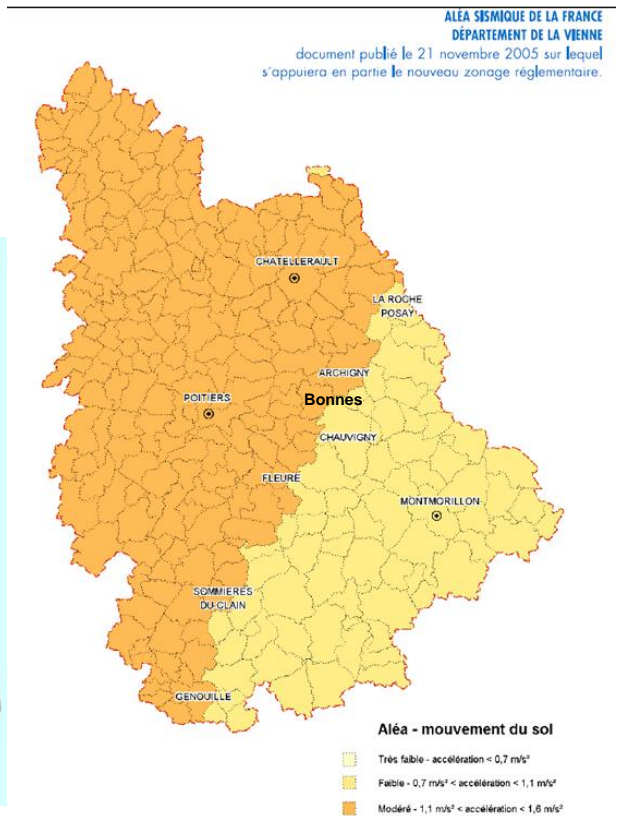 ALÉA SISMIQUE DE LA FRANCE
DÉPARTEMENT DE LA VIENNE
document publié le 21 novembre 2005 sur lequel
s'appuiera en partie le nouveau zonage réglementaire.
CHATELLERAULT
LA ROCHE
POSAY
ARCHIGNY
Bonnes
POITIERS
CHAUVIGNY
FLEURE
MONTMORILLON
SOMMIERES
DU CLAIN
GENOUILLE
Aléa - mouvement du sol
Très faible - accélération < 0,7 m/s²
Faible - 0,7 m/s² < accélération < 1,1 m/s²
Modéré - 1,1 m/s² < accélération < 1,6 m/s²